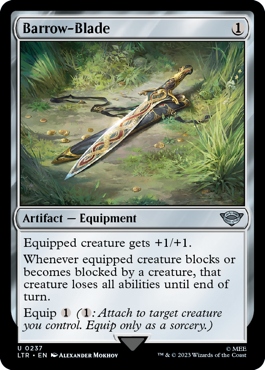 Barrow-Blade 1
Artifact — Equipment
Equipped creature gets +1/+1.
Whenever equipped creature blocks or
becomes blocked by a creature, that
creature loses all abilities until end of
turn.
Equip 1 (1: Attach to target creature
you control. Equip only as a sorcery.)
U 0237 © MEE
LTR • EN Alexander Mokhov ™ & © 2023 Wizards of the Coast